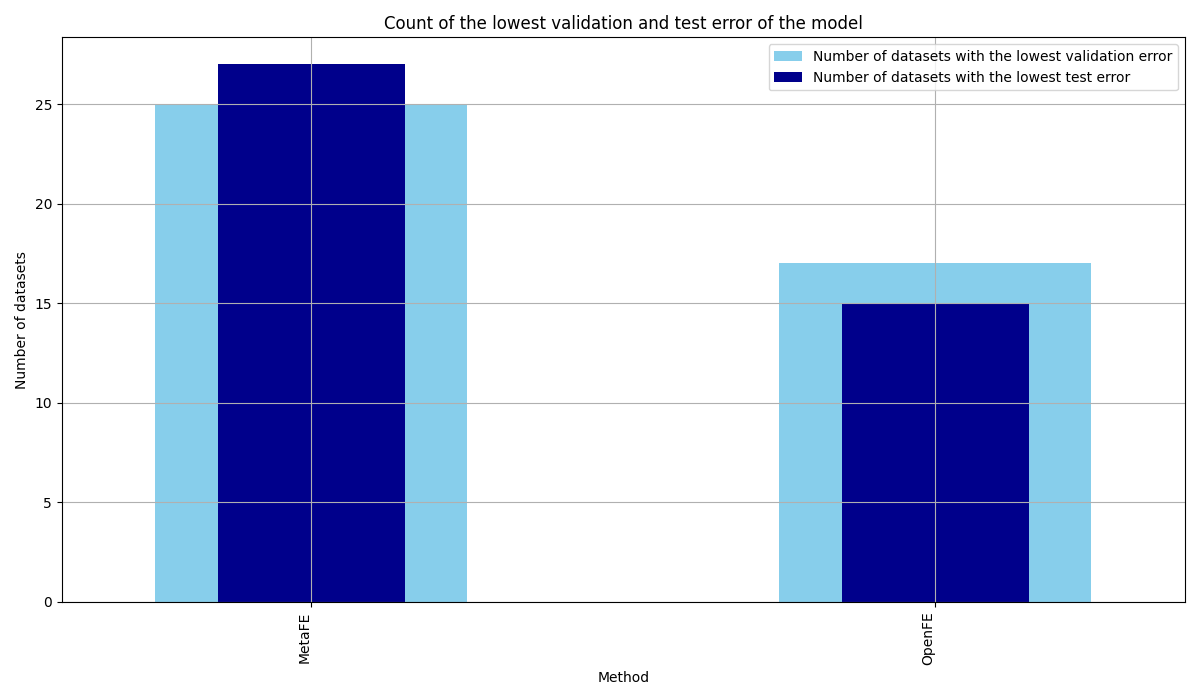 Count of the lowest validation and test error of the model
Number of datasets with the lowest validation error
Number of datasets with the lowest test error
Number of datasets
25
20
15
10
5
0
MetaFE
OpenFE
Method